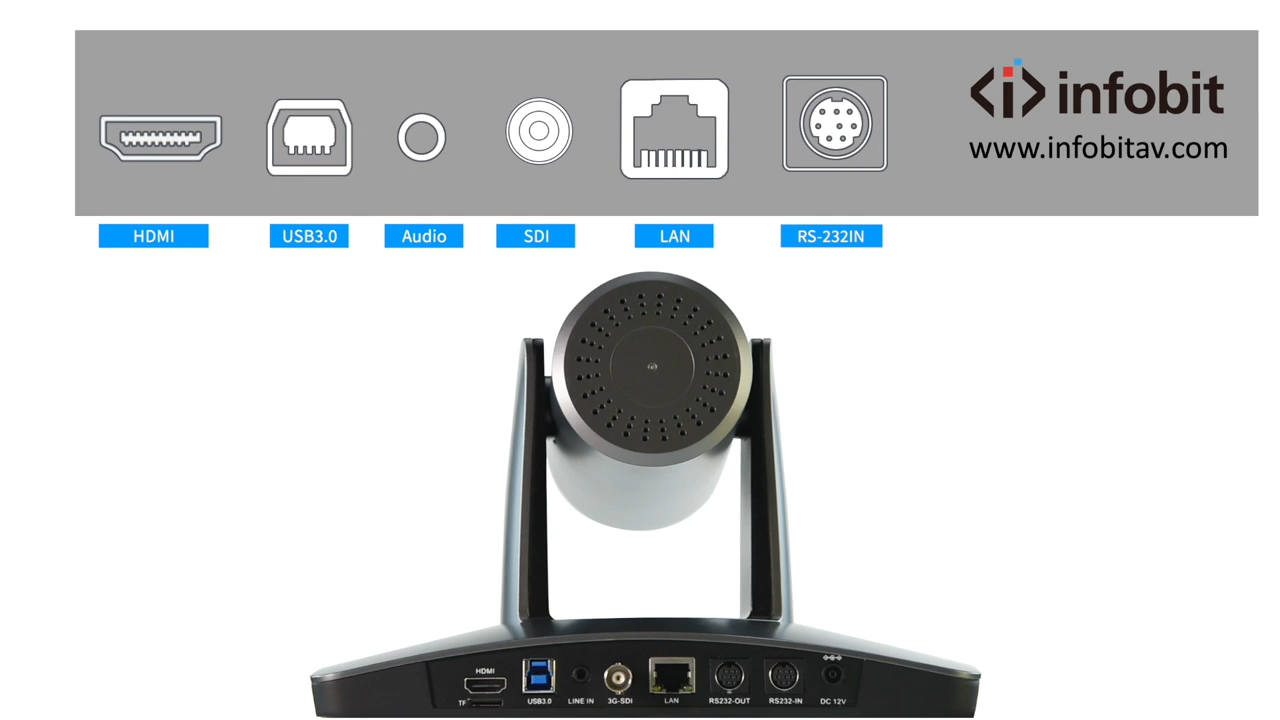 infobit
www.infobitav.com
HDMI USB3.0 Audio SDI LAN RS-232IN
HDMI
TF USB3.0 LINE IN 3G-SDI LAN RS232-OUT RS232-IN DC 12V